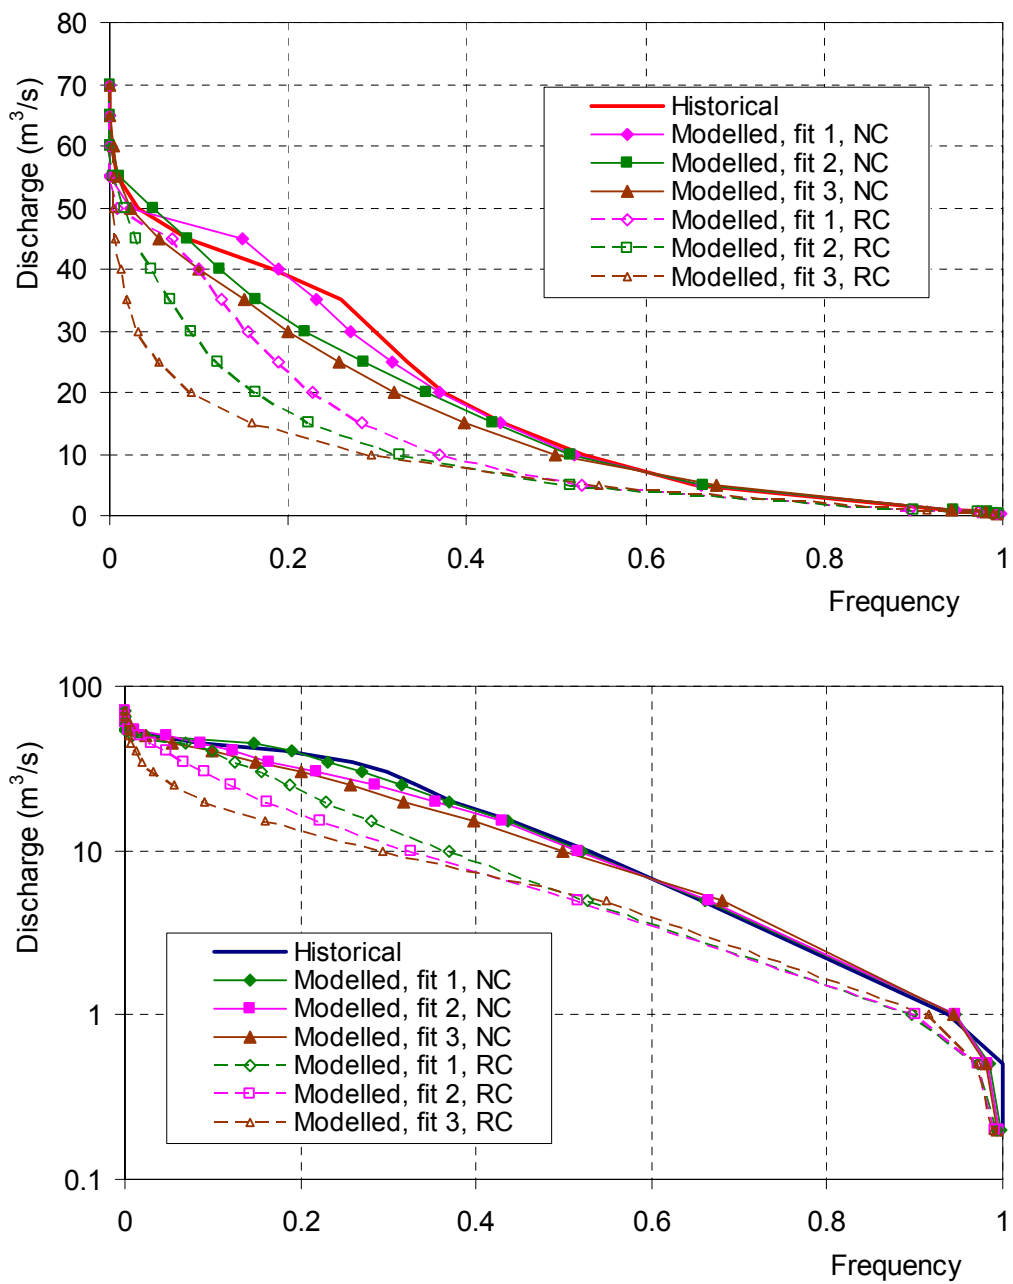 80
70
60
50
40
30
20
10
0
Discharge (m³/s)
Historical
Modelled, fit 1, NC
Modelled, fit 2, NC
Modelled, fit 3, NC
Modelled, fit 1, RC
Modelled, fit 2, RC
Modelled, fit 3, RC
0 0.2 0.4 0.6 0.8 1
Frequency
100
10
1
0.1
Discharge (m³/s)
Historical
Modelled, fit 1, NC
Modelled, fit 2, NC
Modelled, fit 3, NC
Modelled, fit 1, RC
Modelled, fit 2, RC
Modelled, fit 3, RC
0 0.2 0.4 0.6 0.8 1
Frequency